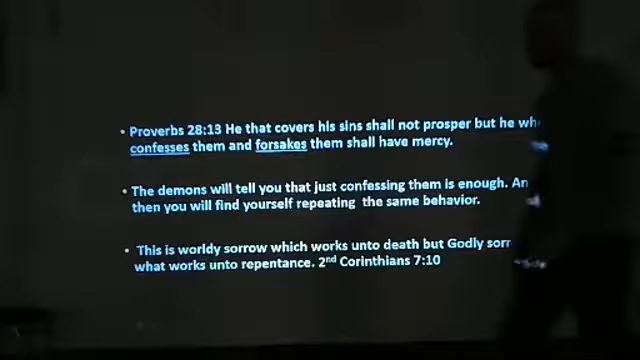 • Proverbs 28:13 He that covers his sins shall not prosper but he
confesses them and forsakes them shall have mercy.
• The demons will tell you that just confessing them is enough.
then you will find yourself repeating the same behavior.
• This is worldy sorrow which works unto death but Godly
what works unto repentance. 2nd Corinthians 7:10